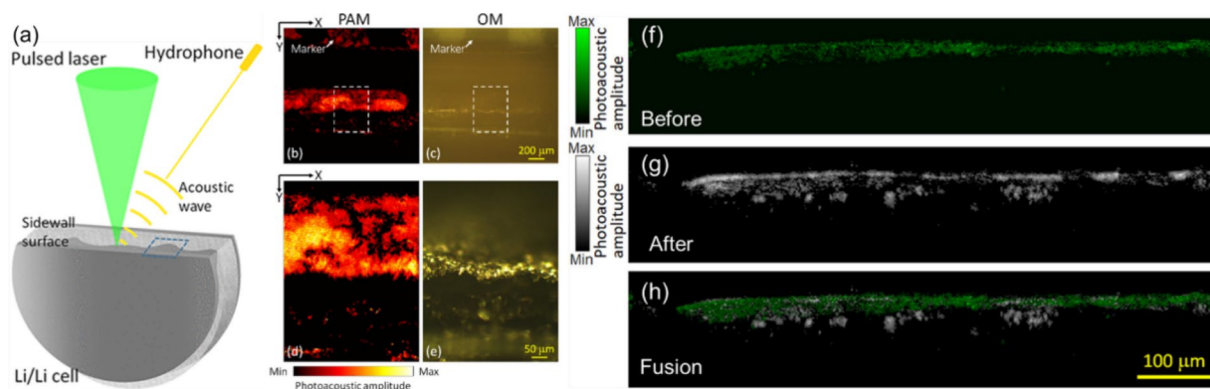 (a)
Hydrophone
Pulsed laser
Acoustic
wave
Sidewall
surface
Li/Li cell
X
Y
PAM
OM
Marker
Marker
(b)
(c)
200 μm
X
Y
(d)
(e)
50 μm
Min
Max
Photoacoustic amplitude
Max
Min
Photoacoustic
amplitude
(f)
Before
Max
Min
Photoacoustic
amplitude
(g)
After
(h)
Fusion
100 μm